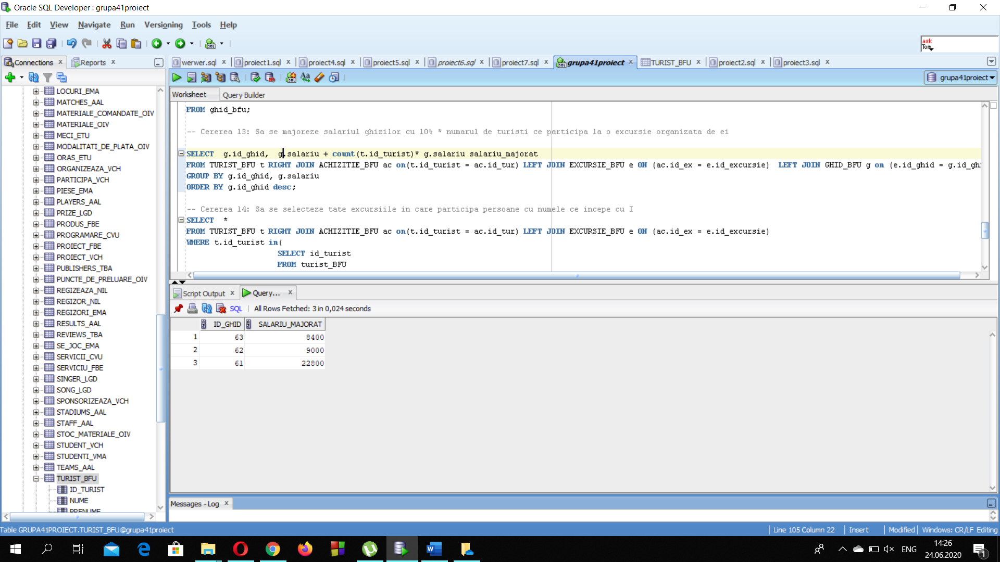 Oracle SQL Developer : grupa41proiect
File Edit View Navigate Run Versioning Tools Help
ask
Tom
Connections x Reports x
werwer.sql x proiect1.sql x proiect4.sql x proiect5.sql x proiect6.sql x proiect7.sql x grupa41proiect x TURIST_BFU x proiect2.sql x proiect3.sql x
grupa41proiect
Worksheet Query Builder
LOCURI_EMA
MATCHES_AAL
MATERIALE_COMANDATE_OIV
MATERIALE_OIV
MECI_ETU
MODALITATI_DE_PLATA_OIV
ORAS_ETU
ORGANIZEAZA_VCH
PARTICIPA_VCH
PIESE_EMA
PLAYERS_AAL
PRIZE_LGD
PRODUS_FBE
PROGRAMARE_CVU
PROIECT_FBE
PROIECT_VCH
PUBLISHERS_TBA
PUNCTE_DE_PRELUARE_OIV
REGIZEAZA_NIL
REGIZOR_NIL
REGIZORI_EMA
RESULTS_AAL
REVIEWS_TBA
SE_JOC_EMA
SERVICII_CVU
SERVICIU_FBE
SINGER_LGD
SONG_LGD
SPONSORIZEAZA_VCH
STADIUMS_AAL
STAFF_AAL
STOC_MATERIALE_OIV
STUDENT_VCH
STUDENTI_VMA
TEAMS_AAL
TURIST_BFU
ID_TURIST
NUME
PRENUME
FROM ghid_bfu;
-- Cererea 13: Sa se majoreze salariul ghizilor cu 10% * numarul de turisti ce participa la o excursie organizata de ei
SELECT g.id_ghid, g.salariu + count(t.id_turist)* g.salariu salariu_majorat
FROM TURIST_BFU t RIGHT JOIN ACHIZITIE_BFU ac on(t.id_turist = ac.id_tur) LEFT JOIN EXCURSIE_BFU e ON (ac.id_ex = e.id_excursie) LEFT JOIN GHID_BFU g on (e.id_ghid = g.id_ghi
GROUP BY g.id_ghid, g.salariu
ORDER BY g.id_ghid desc;
-- Cererea 14: Sa se selecteze tate excursiile in care participa persoane cu numele ce incepe cu I
SELECT *
FROM TURIST_BFU t RIGHT JOIN ACHIZITIE_BFU ac on(t.id_turist = ac.id_tur) LEFT JOIN EXCURSIE_BFU e ON (ac.id_ex = e.id_excursie)
WHERE t.id_turist in(
SELECT id_turist
FROM turist_BFU
Script Output x Query... x
SQL All Rows Fetched: 3 in 0,024 seconds
ID_GHID SALARIU_MAJORAT
1 63 8400
2 62 9000
3 61 22800
Messages - Log x
Table GRUPA41PROIECT.TURIST_BFU@grupa41proiect
Line 105 Column 22 Insert Modified Windows: CR/LF Editing
ENG
14:26
24.06.2020
1